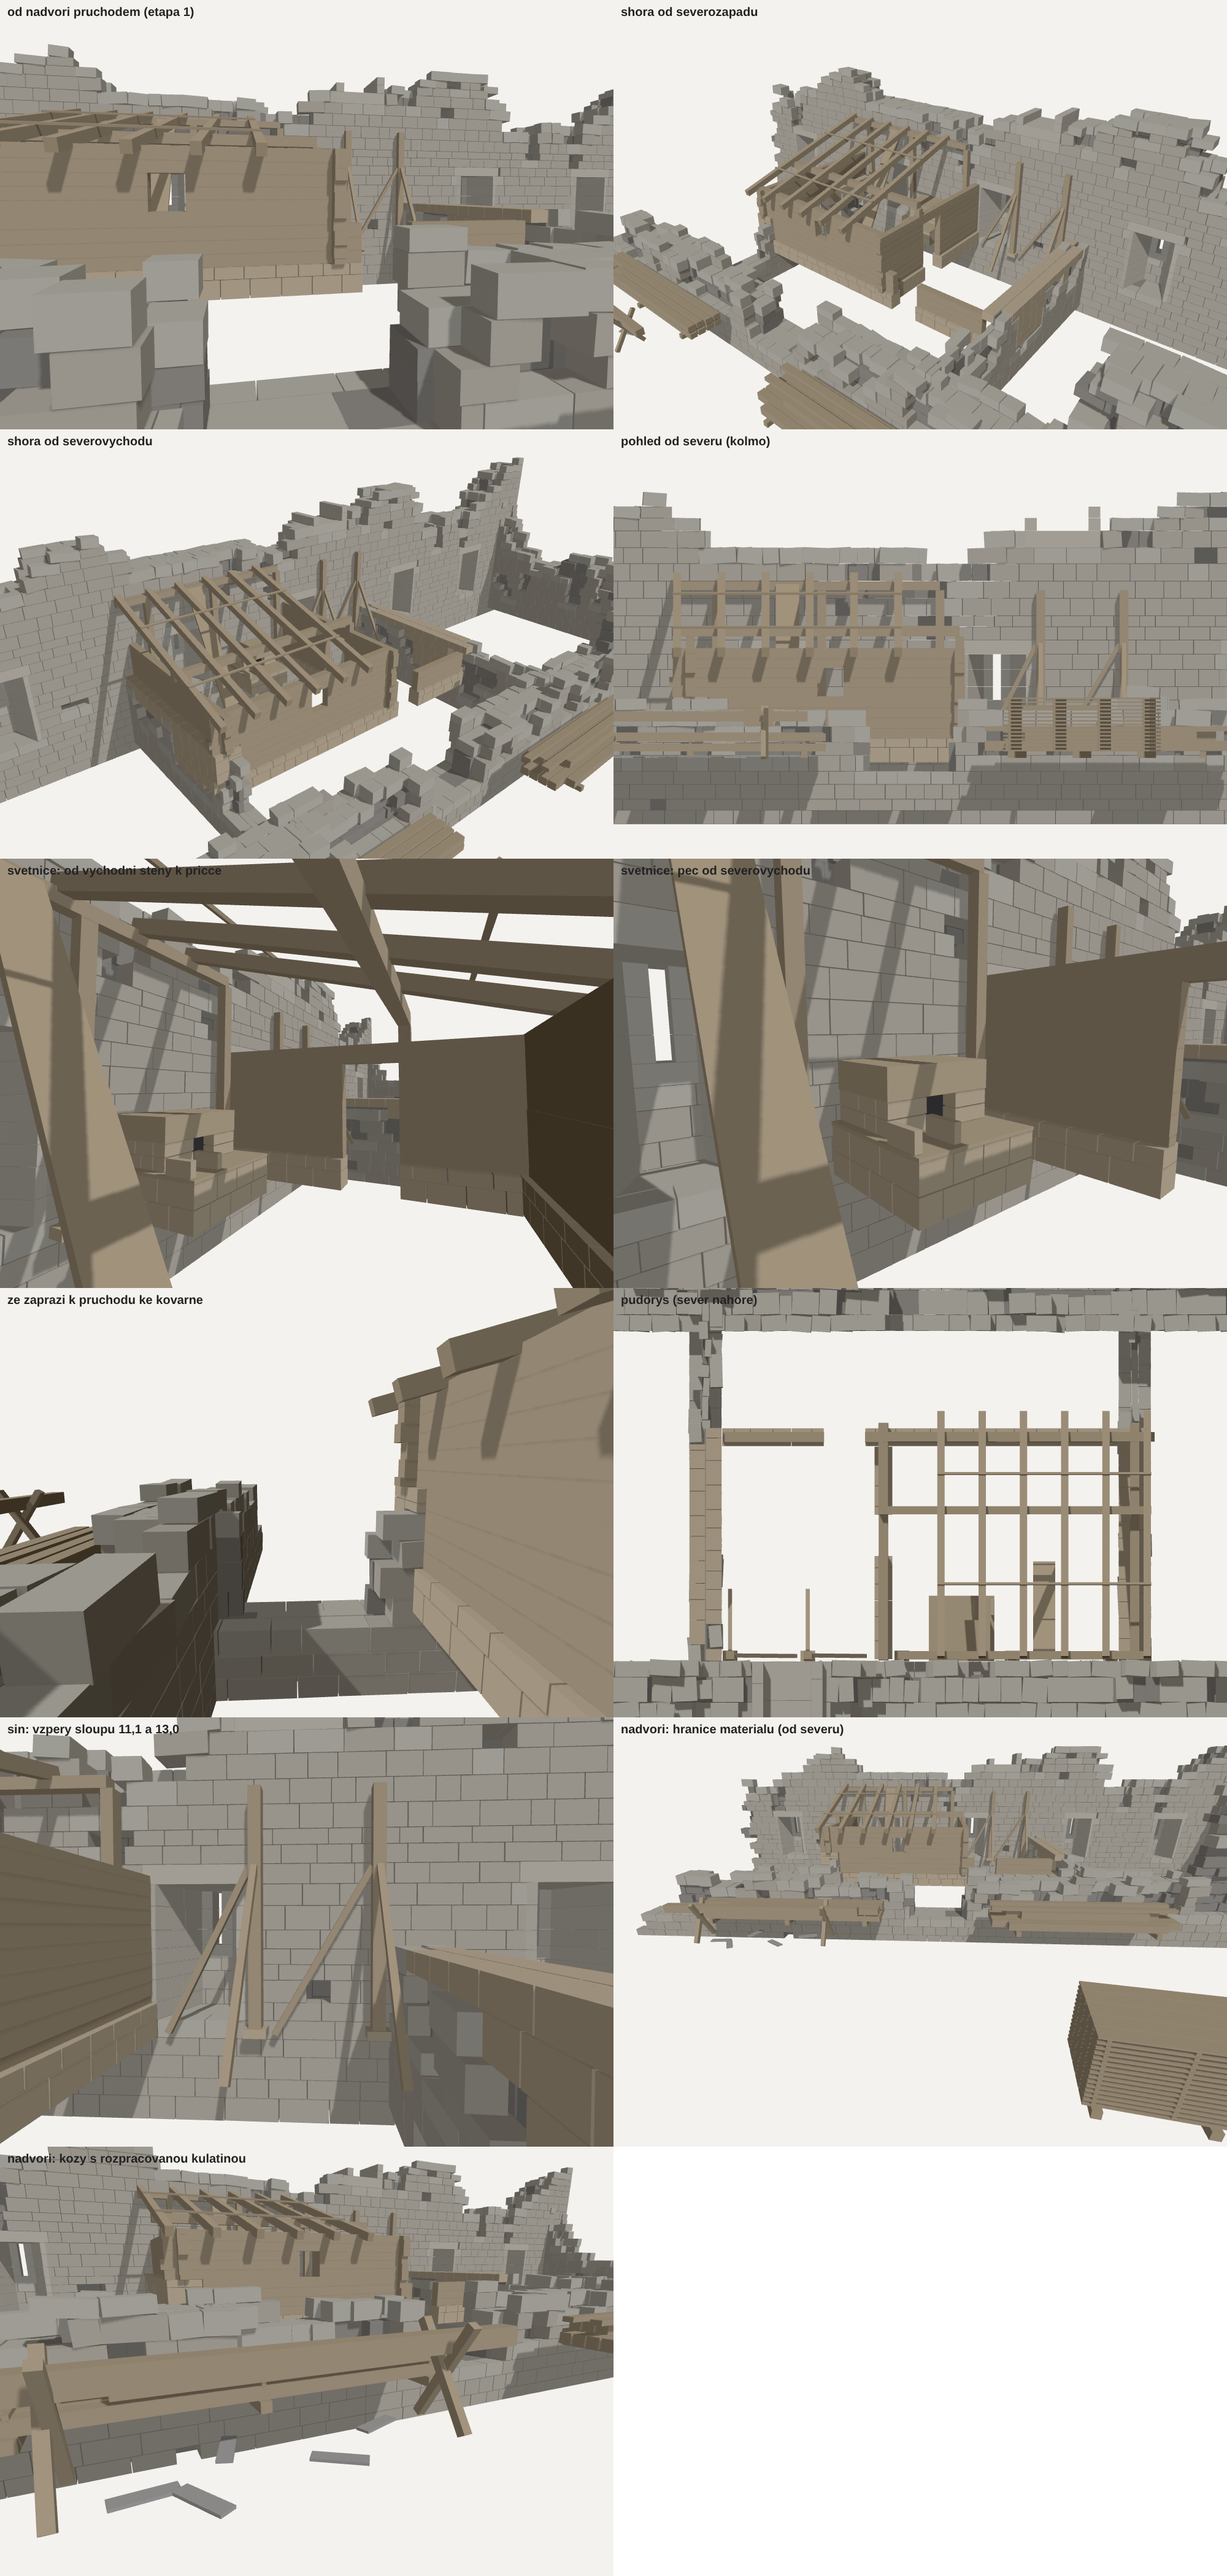 od nadvori pruchodem (etapa 1)
shora od severozapadu
shora od severovychodu
pohled od severu (kolmo)
svetnice: od vychodni steny k pricce
svetnice: pec od severovychodu
ze zaprazi k pruchodu ke kovarne
pudorys (sever nahore)
sin: vzpery sloupu 11,1 a 13,0
nadvori: hranice materialu (od severu)
nadvori: kozy s rozpracovanou kulatinou